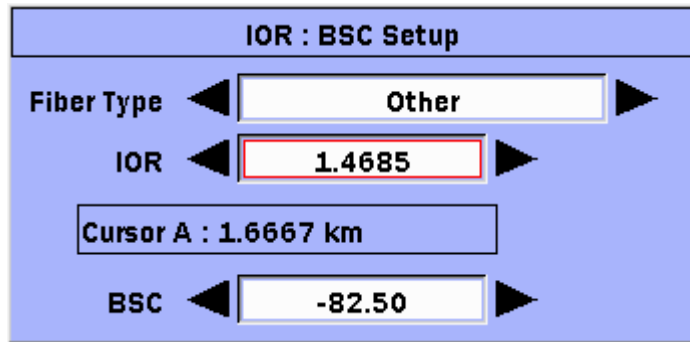 IOR : BSC Setup
Fiber Type Other
IOR 1.4685
Cursor A : 1.6667 km
BSC -82.50